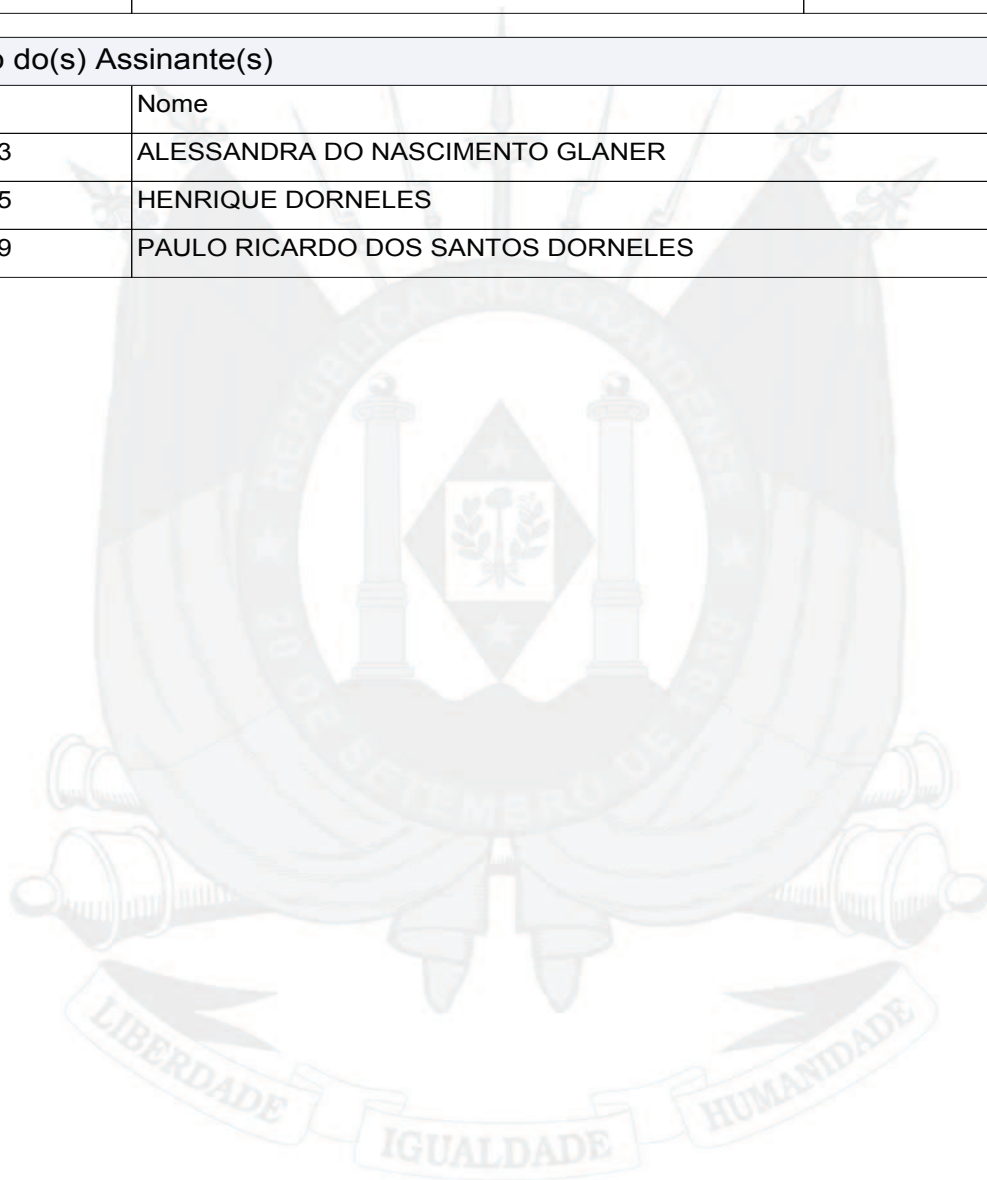 o do(s) Assinante(s)
Nome
3 ALESSANDRA DO NASCIMENTO GLANER
5 HENRIQUE DORNELES
9 PAULO RICARDO DOS SANTOS DORNELES
REPÚBLICA RIO-GRANDENSE
20 DE SETEMBRO DE 1835
LIBERDADE IGUALDADE HUMANIDADE